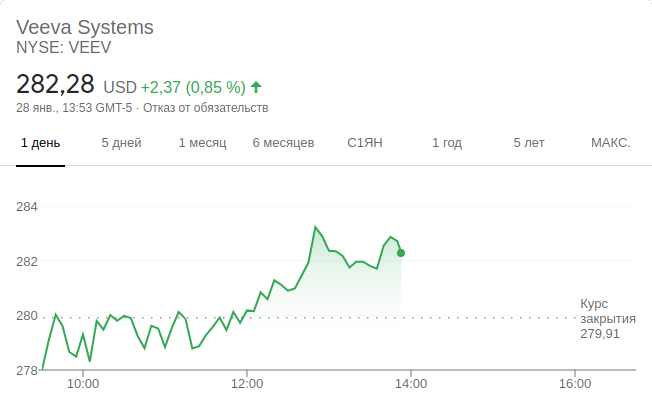 Veeva Systems
NYSE: VEEV
282,28 USD +2,37 (0,85 %)
28 янв., 13:53 GMT-5 · Отказ от обязательств
1 день 5 дней 1 месяц 6 месяцев С1ЯН 1 год 5 лет МАКС.
284
282
280
278
Курс
закрытия
279,91
10:00 12:00 14:00 16:00